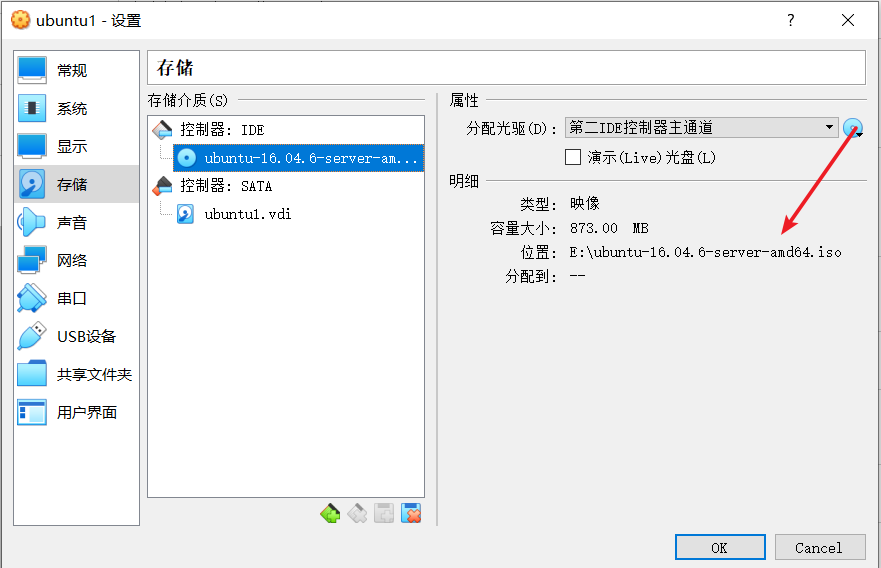 ubuntu1 - 设置
?
常规
系统
显示
存储
声音
网络
串口
USB设备
共享文件夹
用户界面
存储
存储介质(S)
控制器: IDE
ubuntu-16.04.6-server-am...
控制器: SATA
ubuntu1.vdi
属性
分配光驱(D): 第二IDE控制器主通道
演示(Live)光盘(L)
明细
类型: 映像
容量大小: 873.00 MB
位置: E:\ubuntu-16.04.6-server-amd64.iso
分配到: --
OK
Cancel